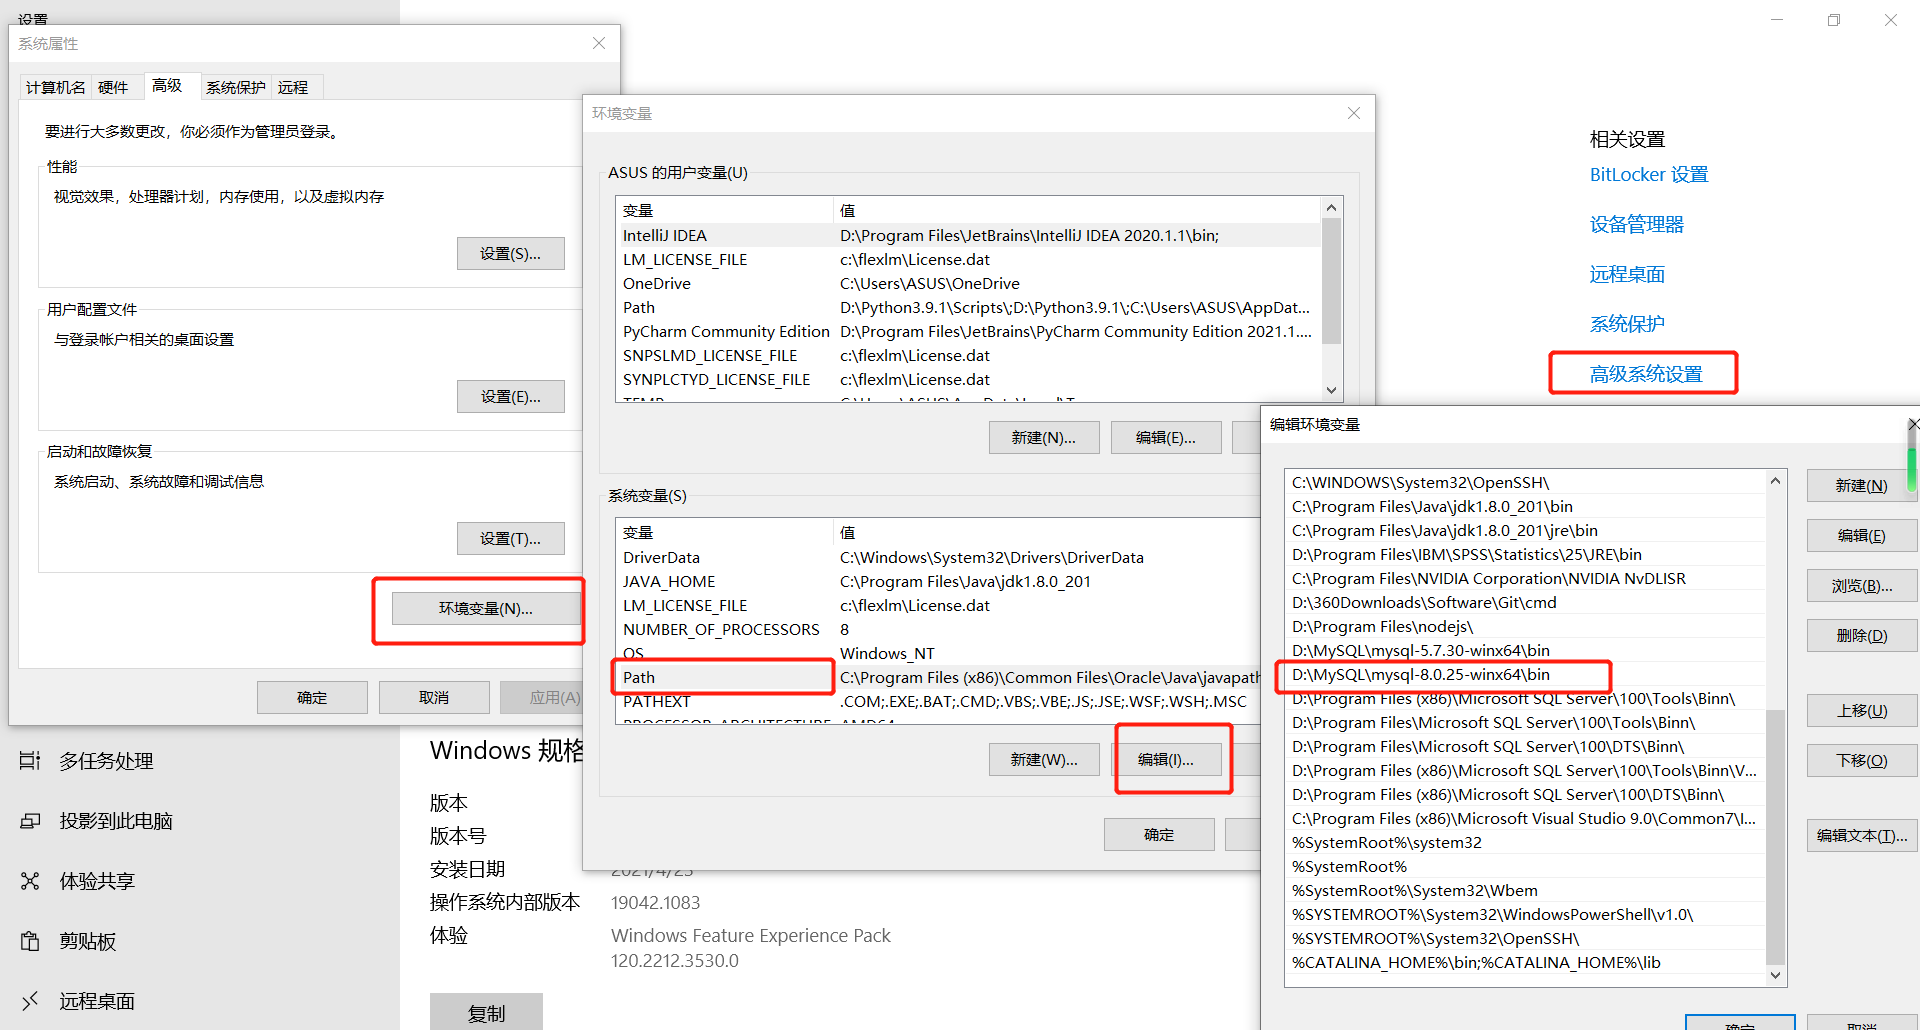 设置
系统属性
计算机名
硬件
高级
系统保护
远程
要进行大多数更改，你必须作为管理员登录。
性能
视觉效果，处理器计划，内存使用，以及虚拟内存
设置(S)...
用户配置文件
与登录帐户相关的桌面设置
设置(E)...
启动和故障恢复
系统启动、系统故障和调试信息
设置(T)...
环境变量(N)...
确定
取消
应用(A)
多任务处理
投影到此电脑
体验共享
剪贴板
远程桌面
Windows 规格
版本
版本号
安装日期
2021/4/23
操作系统内部版本
19042.1083
体验
Windows Feature Experience Pack
120.2212.3530.0
复制
环境变量
ASUS 的用户变量(U)
变量 值
IntelliJ IDEA D:\Program Files\JetBrains\IntelliJ IDEA 2020.1.1\bin;
LM_LICENSE_FILE c:\flexlm\License.dat
OneDrive C:\Users\ASUS\OneDrive
Path D:\Python3.9.1\Scripts\;D:\Python3.9.1\;C:\Users\ASUS\AppDat...
PyCharm Community Edition D:\Program Files\JetBrains\PyCharm Community Edition 2021.1....
SNPSLMD_LICENSE_FILE c:\flexlm\License.dat
SYNPLCTYD_LICENSE_FILE c:\flexlm\License.dat
新建(N)...
编辑(E)...
系统变量(S)
变量 值
DriverData C:\Windows\System32\Drivers\DriverData
JAVA_HOME C:\Program Files\Java\jdk1.8.0_201
LM_LICENSE_FILE c:\flexlm\License.dat
NUMBER_OF_PROCESSORS 8
OS Windows_NT
Path C:\Program Files (x86)\Common Files\Oracle\Java\javapath
PATHEXT .COM;.EXE;.BAT;.CMD;.VBS;.VBE;.JS;.JSE;.WSF;.WSH;.MSC
PROCESSOR_ARCHITECTURE AMD64
新建(W)...
编辑(I)...
确定
相关设置
BitLocker 设置
设备管理器
远程桌面
系统保护
高级系统设置
编辑环境变量
C:\WINDOWS\System32\OpenSSH\
C:\Program Files\Java\jdk1.8.0_201\bin
C:\Program Files\Java\jdk1.8.0_201\jre\bin
D:\Program Files\IBM\SPSS\Statistics\25\JRE\bin
C:\Program Files\NVIDIA Corporation\NVIDIA NvDLISR
D:\360Downloads\Software\Git\cmd
D:\Program Files\nodejs\
D:\MySQL\mysql-5.7.30-winx64\bin
D:\MySQL\mysql-8.0.25-winx64\bin
D:\Program Files (x86)\Microsoft SQL Server\100\Tools\Binn\
D:\Program Files\Microsoft SQL Server\100\Tools\Binn\
D:\Program Files\Microsoft SQL Server\100\DTS\Binn\
D:\Program Files (x86)\Microsoft SQL Server\100\Tools\Binn\V...
D:\Program Files (x86)\Microsoft SQL Server\100\DTS\Binn\
C:\Program Files (x86)\Microsoft Visual Studio 9.0\Common7\I...
%SystemRoot%\system32
%SystemRoot%
%SystemRoot%\System32\Wbem
%SYSTEMROOT%\System32\WindowsPowerShell\v1.0\
%SYSTEMROOT%\System32\OpenSSH\
%CATALINA_HOME%\bin;%CATALINA_HOME%\lib
新建(N)
编辑(E)
浏览(B)...
删除(D)
上移(U)
下移(O)
编辑文本(T)...
确定
取消